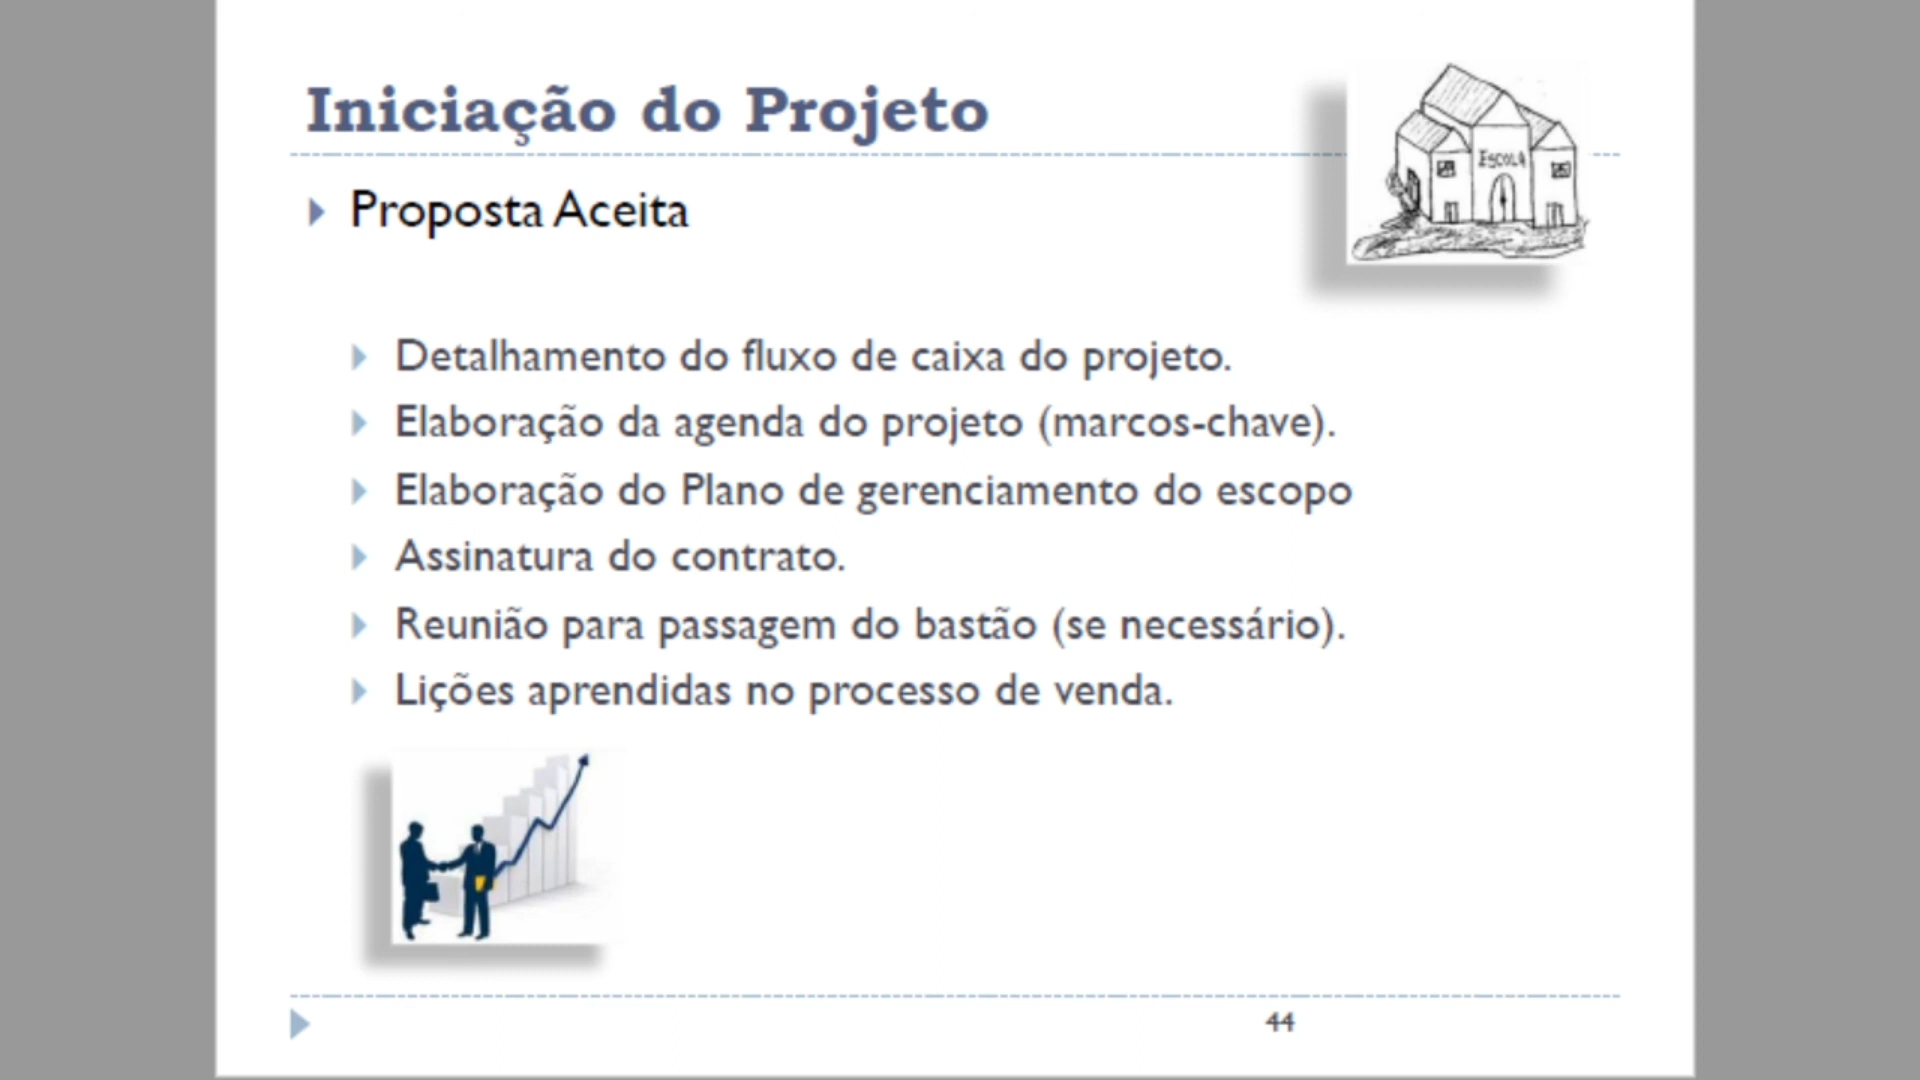 Iniciação do Projeto
ESCOLA
Proposta Aceita
Detalhamento do fluxo de caixa do projeto.
Elaboração da agenda do projeto (marcos-chave).
Elaboração do Plano de gerenciamento do escopo
Assinatura do contrato.
Reunião para passagem do bastão (se necessário).
Lições aprendidas no processo de venda.
44